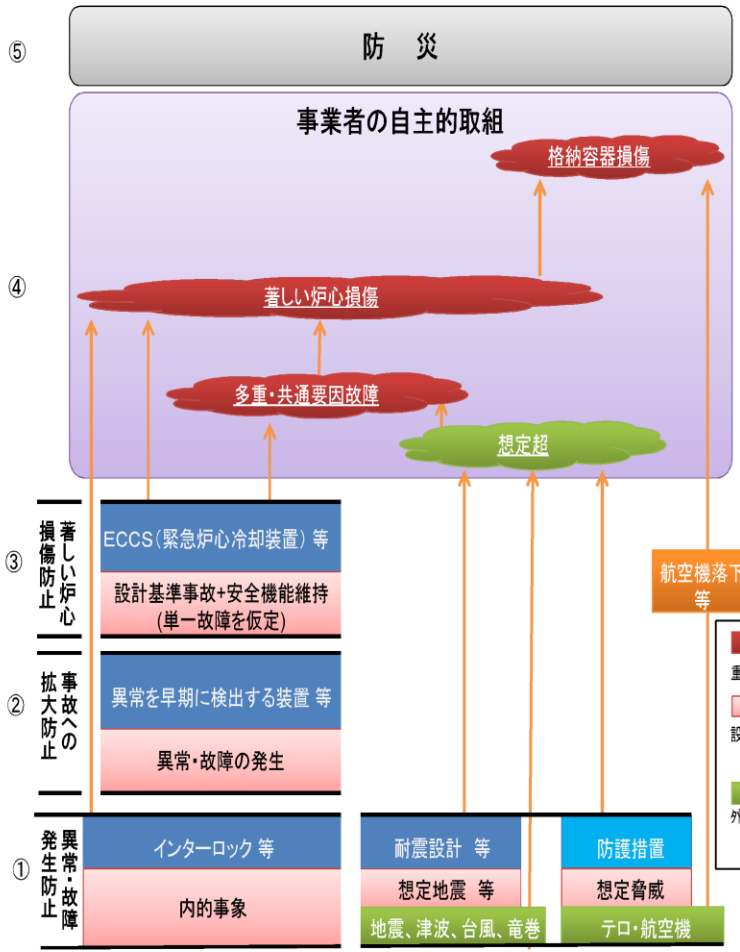 ⑤
防 災
事業者の自主的取組
格納容器損傷
④
著しい炉心損傷
多重・共通要因故障
想定超
③
著しい炉心
損傷防止
ECCS(緊急炉心冷却装置) 等
設計基準事故+安全機能維持
(単一故障を仮定)
航空機落下
等
②
事故への
拡大防止
異常を早期に検出する装置 等
異常・故障の発生
重
設
外
①
異常・故障
発生防止
インターロック 等
内的事象
耐震設計 等
想定地震 等
地震、津波、台風、竜巻
防護措置
想定脅威
テロ・航空機